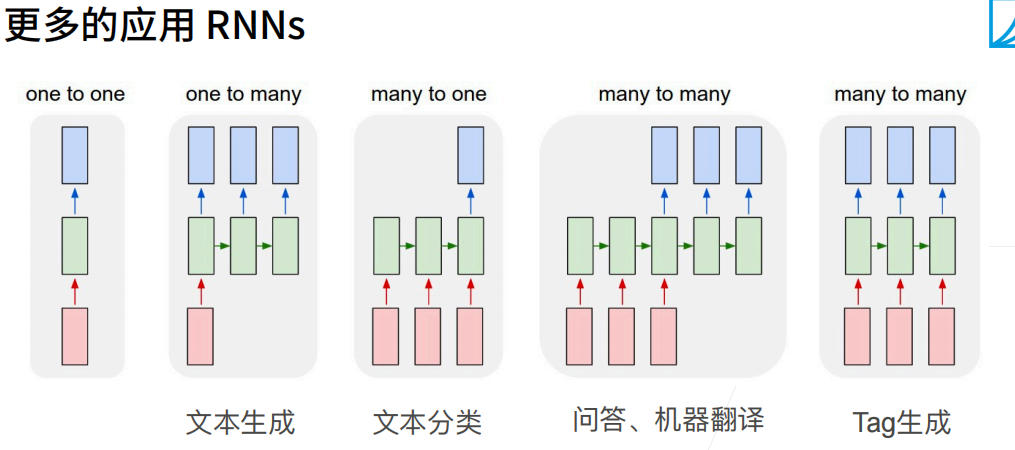 更多的应用 RNNs
one to one
one to many
many to one
many to many
many to many
文本生成
文本分类
问答、机器翻译
Tag生成